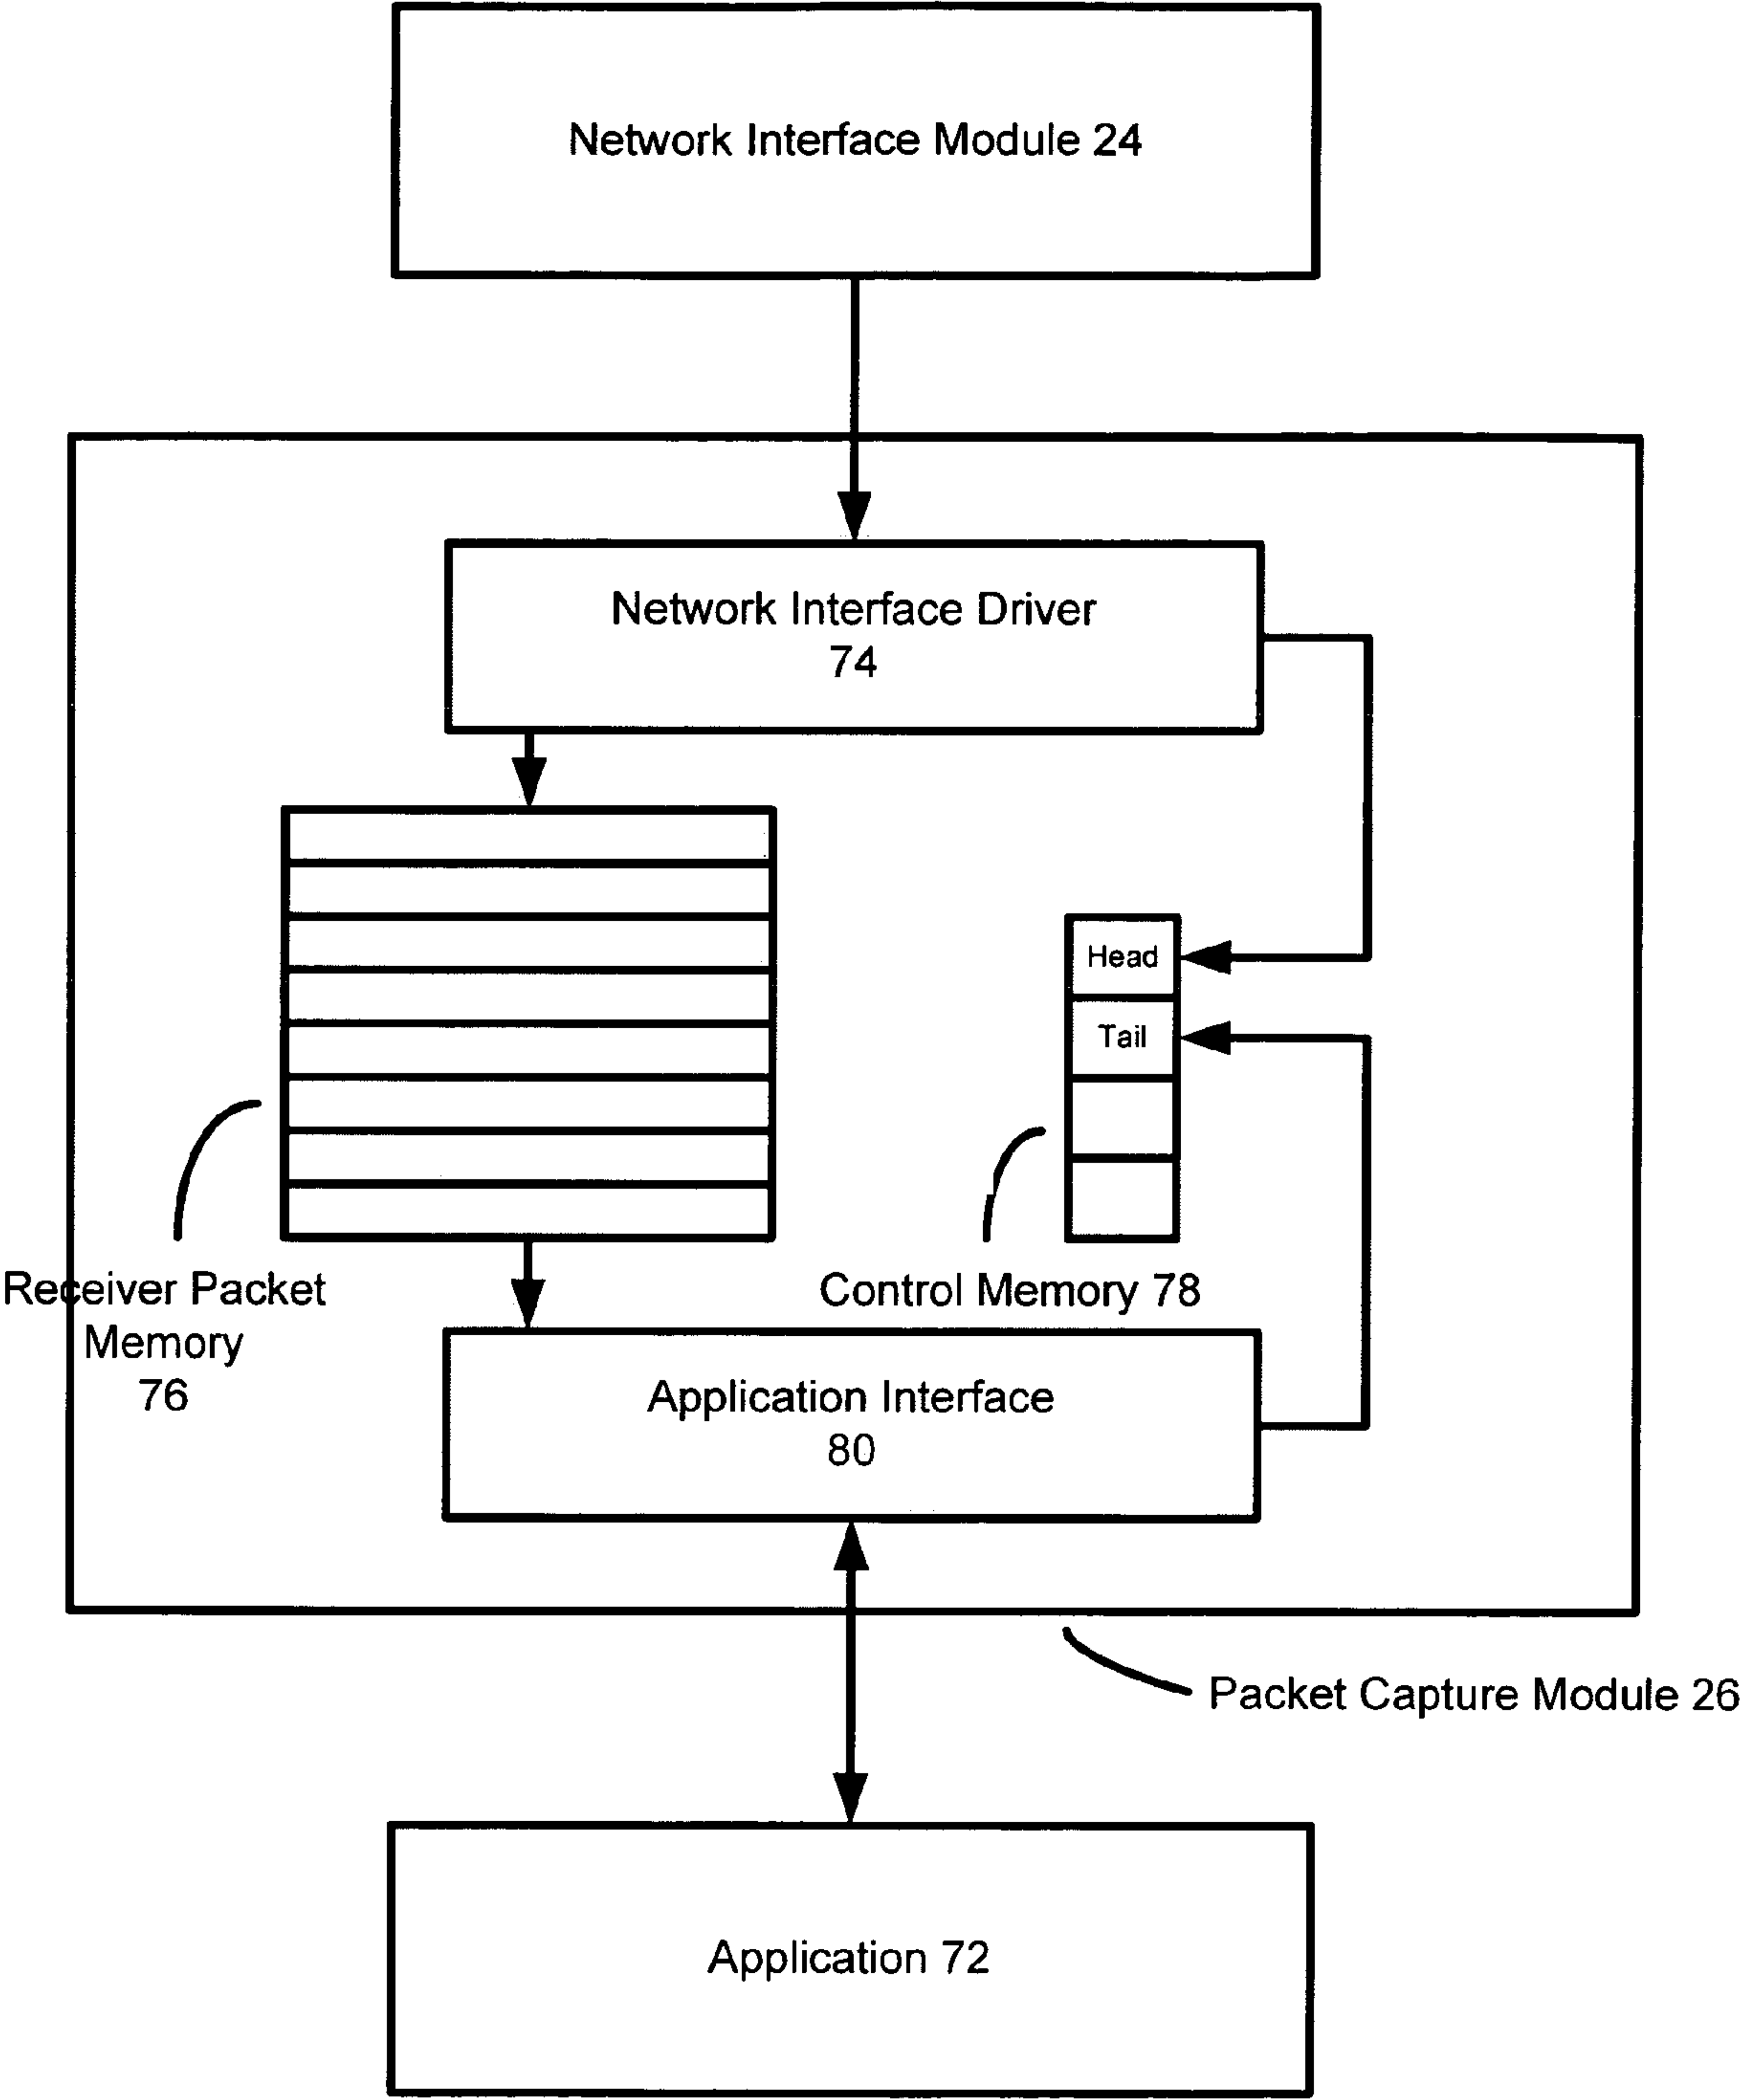 Network Interface Module 24
Network Interface Driver
74
Head
Tail
Receiver Packet
Memory
76
Control Memory 78
Application Interface
80
Packet Capture Module 26
Application 72